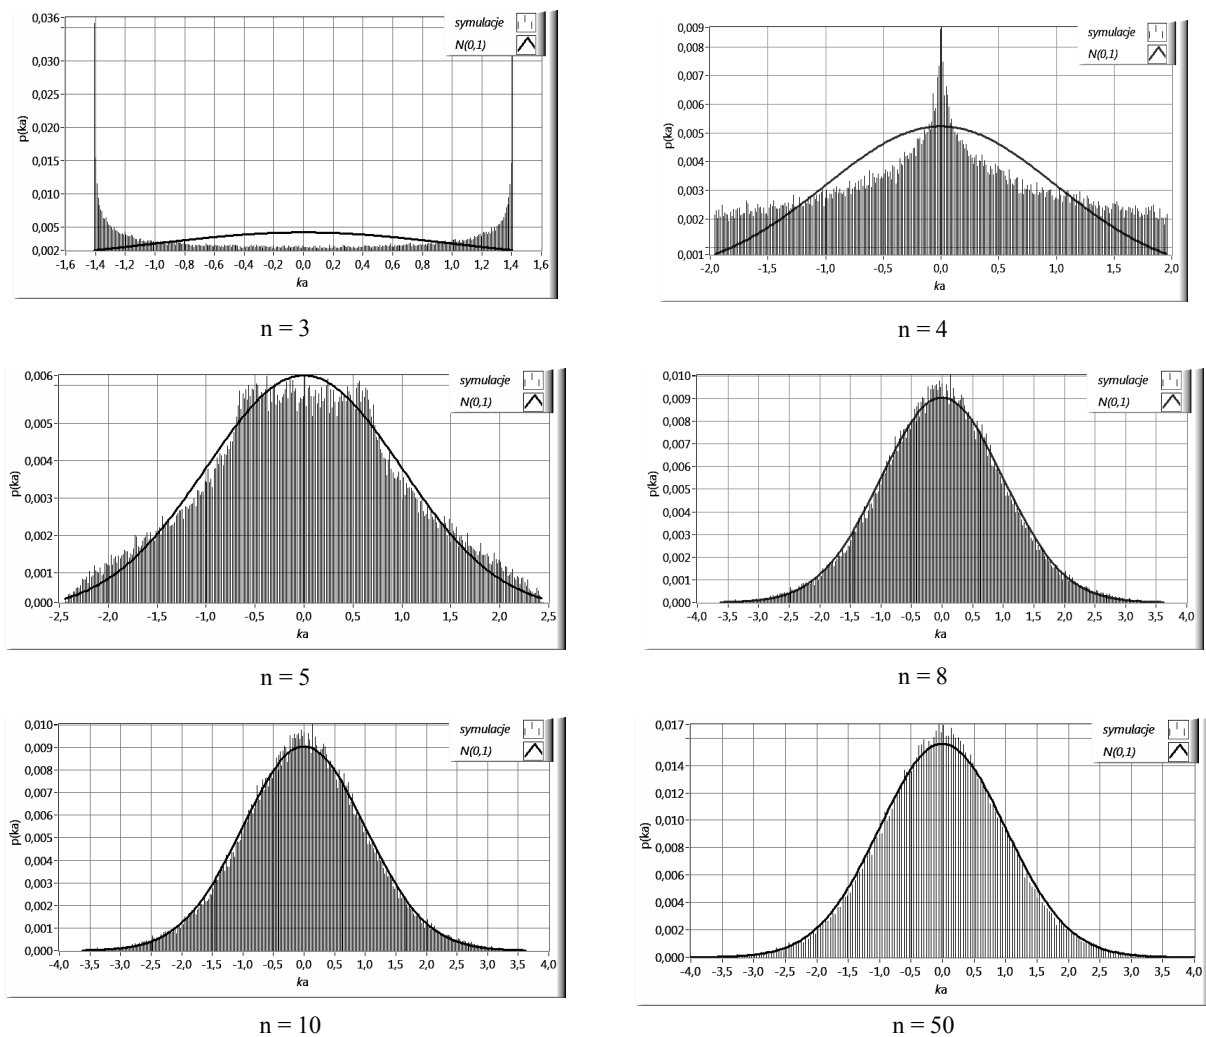 symulacje
N(0,1)
p(ka)
0,036
0,030
0,025
0,020
0,015
0,010
0,005
0,002
-1,6 -1,4 -1,2 -1,0 -0,8 -0,6 -0,4 -0,2 0,0 0,2 0,4 0,6 0,8 1,0 1,2 1,4 1,6
ka
n = 3
symulacje
N(0,1)
p(ka)
0,009
0,008
0,007
0,006
0,005
0,004
0,003
0,002
0,001
-2,0 -1,5 -1,0 -0,5 0,0 0,5 1,0 1,5 2,0
ka
n = 4
symulacje
N(0,1)
p(ka)
0,006
0,005
0,004
0,003
0,002
0,001
0,000
-2,5 -2,0 -1,5 -1,0 -0,5 0,0 0,5 1,0 1,5 2,0 2,5
ka
n = 5
symulacje
N(0,1)
p(ka)
0,010
0,009
0,008
0,007
0,006
0,005
0,004
0,003
0,002
0,001
0,000
-4,0 -3,5 -3,0 -2,5 -2,0 -1,5 -1,0 -0,5 0,0 0,5 1,0 1,5 2,0 2,5 3,0 3,5 4,0
ka
n = 8
symulacje
N(0,1)
p(ka)
0,010
0,009
0,008
0,007
0,006
0,005
0,004
0,003
0,002
0,001
0,000
-4,0 -3,5 -3,0 -2,5 -2,0 -1,5 -1,0 -0,5 0,0 0,5 1,0 1,5 2,0 2,5 3,0 3,5 4,0
ka
n = 10
symulacje
N(0,1)
p(ka)
0,017
0,014
0,012
0,010
0,008
0,006
0,004
0,002
0,000
-4,0 -3,5 -3,0 -2,5 -2,0 -1,5 -1,0 -0,5 0,0 0,5 1,0 1,5 2,0 2,5 3,0 3,5 4,0
ka
n = 50